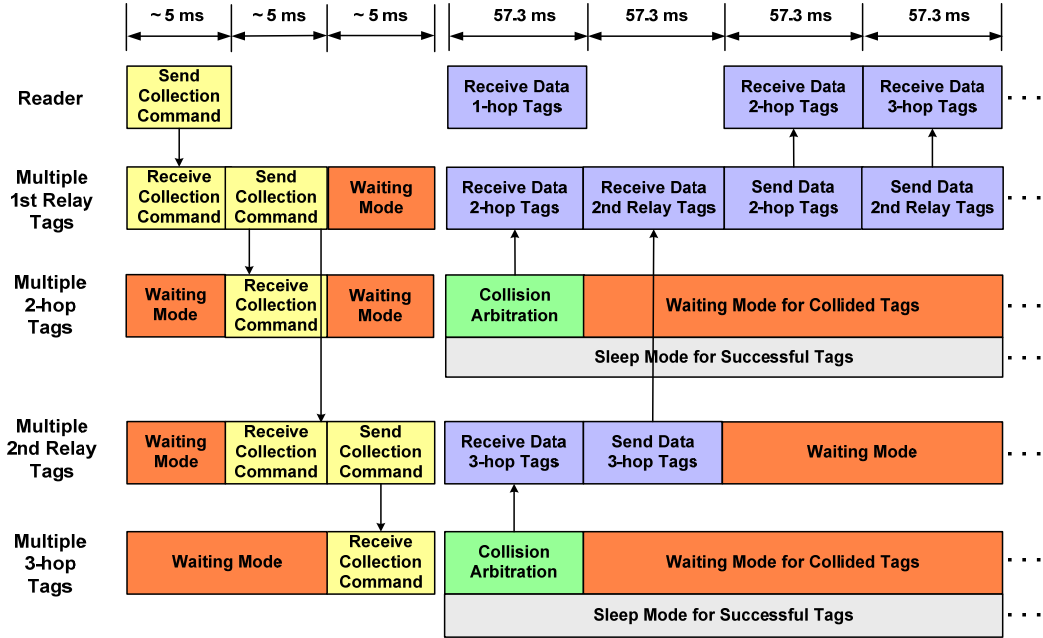 ~ 5 ms
~ 5 ms
~ 5 ms
57.3 ms
57.3 ms
57.3 ms
57.3 ms
Reader
Send
Collection
Command
Receive Data
1-hop Tags
Receive Data
2-hop Tags
Receive Data
3-hop Tags
. . .
Multiple
1st Relay
Tags
Receive
Collection
Command
Send
Collection
Command
Waiting
Mode
Receive Data
2-hop Tags
Receive Data
2nd Relay Tags
Send Data
2-hop Tags
Send Data
2nd Relay Tags
. . .
Multiple
2-hop
Tags
Waiting
Mode
Receive
Collection
Command
Waiting
Mode
Collision
Arbitration
Waiting Mode for Collided Tags
. . .
Sleep Mode for Successful Tags
. . .
Multiple
2nd Relay
Tags
Waiting
Mode
Receive
Collection
Command
Send
Collection
Command
Receive Data
3-hop Tags
Send Data
3-hop Tags
Waiting Mode
. . .
Multiple
3-hop
Tags
Waiting Mode
Receive
Collection
Command
Collision
Arbitration
Waiting Mode for Collided Tags
. . .
Sleep Mode for Successful Tags
. . .